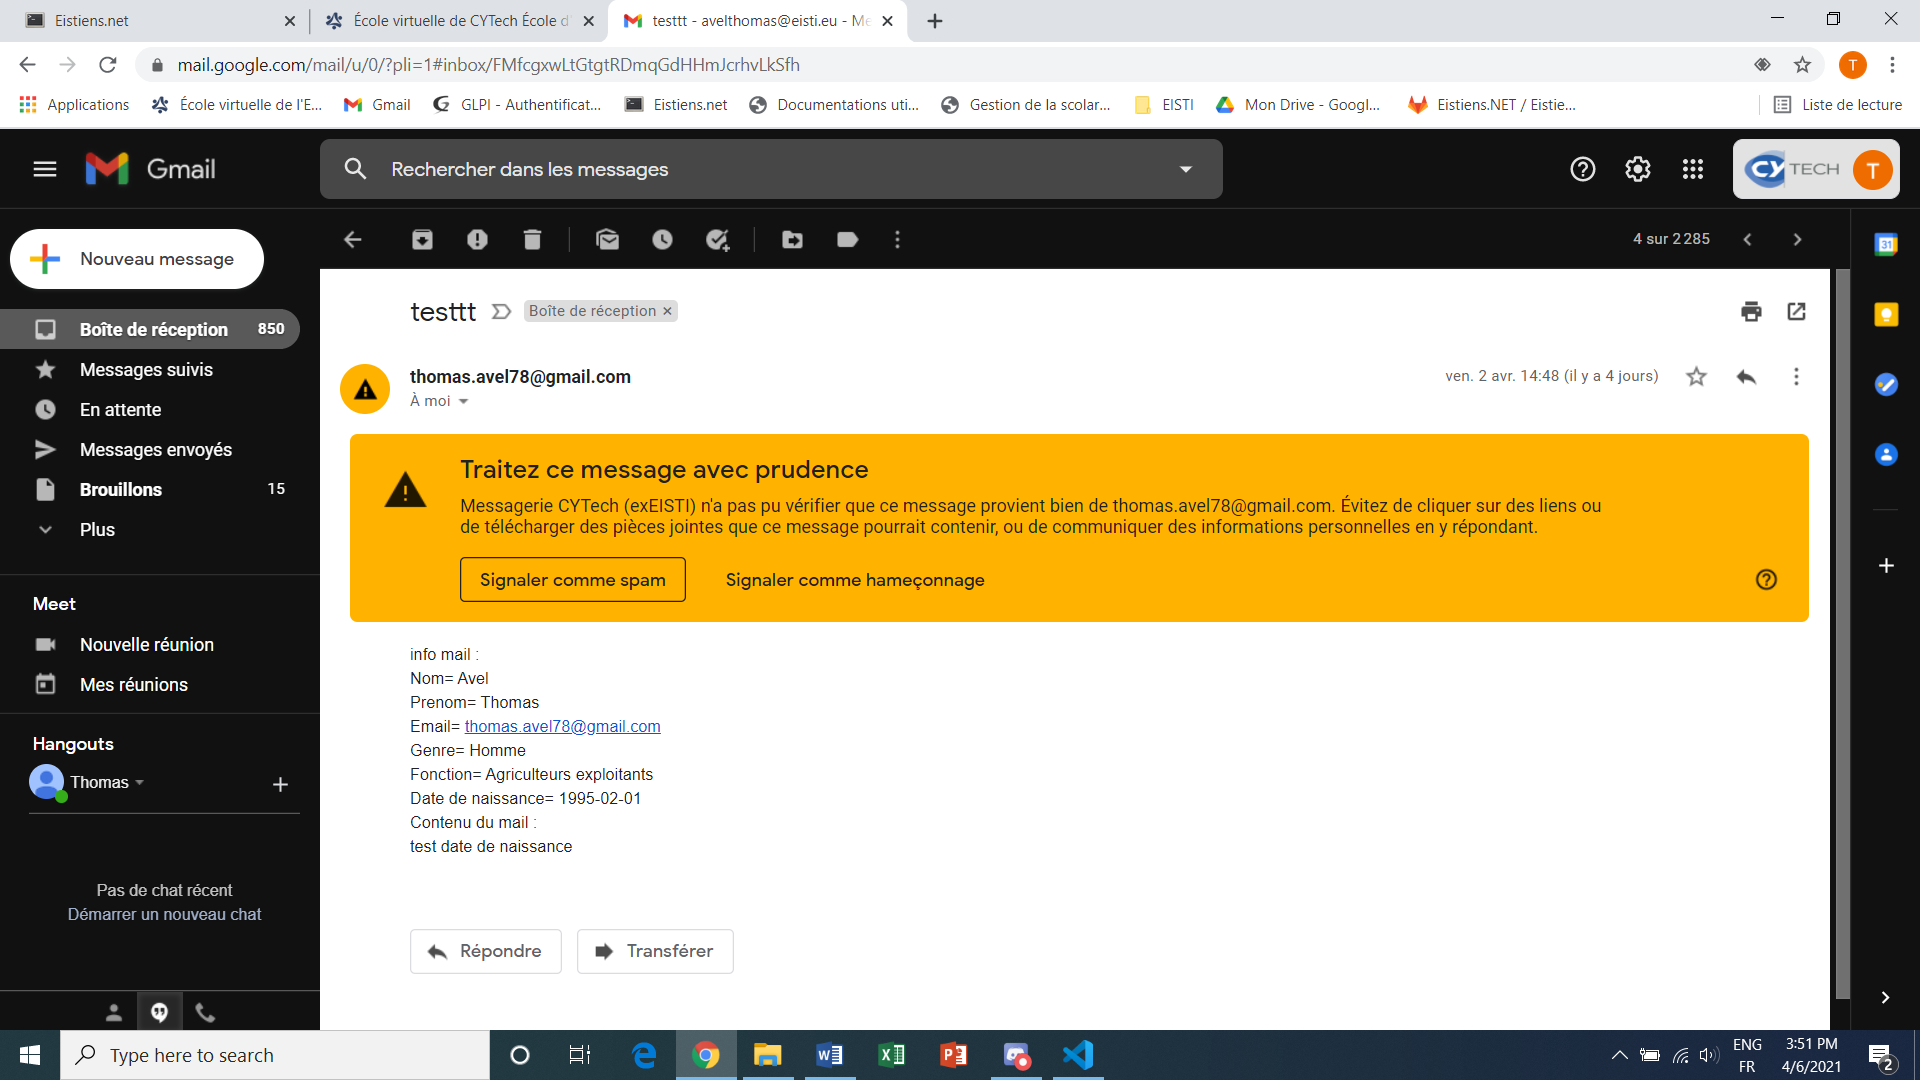 Eistiens.net
École virtuelle de CYTech École d
testtt - avelthomas@eisti.eu - Me
mail.google.com/mail/u/0/?pli=1#inbox/FMfcgxwLtGtgtRDmqGdHHmJcrhvLkSfh
T
Applications
École virtuelle de l'E...
Gmail
GLPI - Authentificat...
Eistiens.net
Documentations uti...
Gestion de la scolar...
EISTI
Mon Drive - Googl...
Eistiens.NET / Eistie...
Liste de lecture
Gmail
Rechercher dans les messages
CY TECH
T
Nouveau message
4 sur 2 285
31
Boîte de réception 850
Messages suivis
En attente
Messages envoyés
Brouillons 15
Plus
Meet
Nouvelle réunion
Mes réunions
Hangouts
Thomas
Pas de chat récent
Démarrer un nouveau chat
testtt
Boîte de réception
thomas.avel78@gmail.com
ven. 2 avr. 14:48 (il y a 4 jours)
À moi
Traitez ce message avec prudence
Messagerie CYTech (exEISTI) n'a pas pu vérifier que ce message provient bien de thomas.avel78@gmail.com. Évitez de cliquer sur des liens ou
de télécharger des pièces jointes que ce message pourrait contenir, ou de communiquer des informations personnelles en y répondant.
Signaler comme spam
Signaler comme hameçonnage
info mail :
Nom= Avel
Prenom= Thomas
Email= thomas.avel78@gmail.com
Genre= Homme
Fonction= Agriculteurs exploitants
Date de naissance= 1995-02-01
Contenu du mail :
test date de naissance
Répondre
Transférer
Type here to search
ENG
FR
3:51 PM
4/6/2021
2